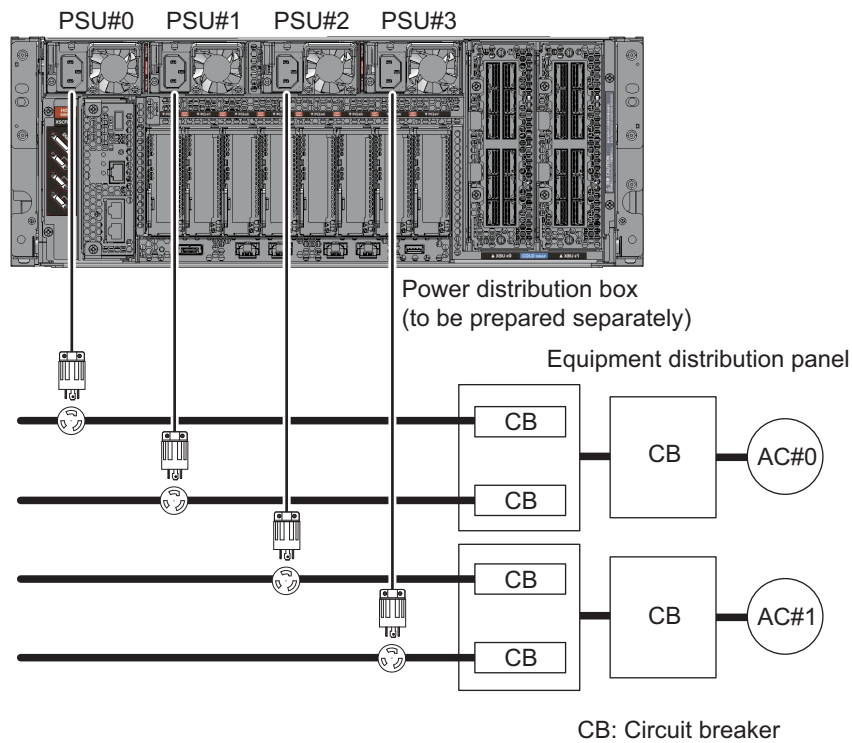 PSU#0 PSU#1 PSU#2 PSU#3
Power distribution box
(to be prepared separately)
Equipment distribution panel
CB
CB
CB
AC#0
CB
CB
CB
AC#1
CB: Circuit breaker